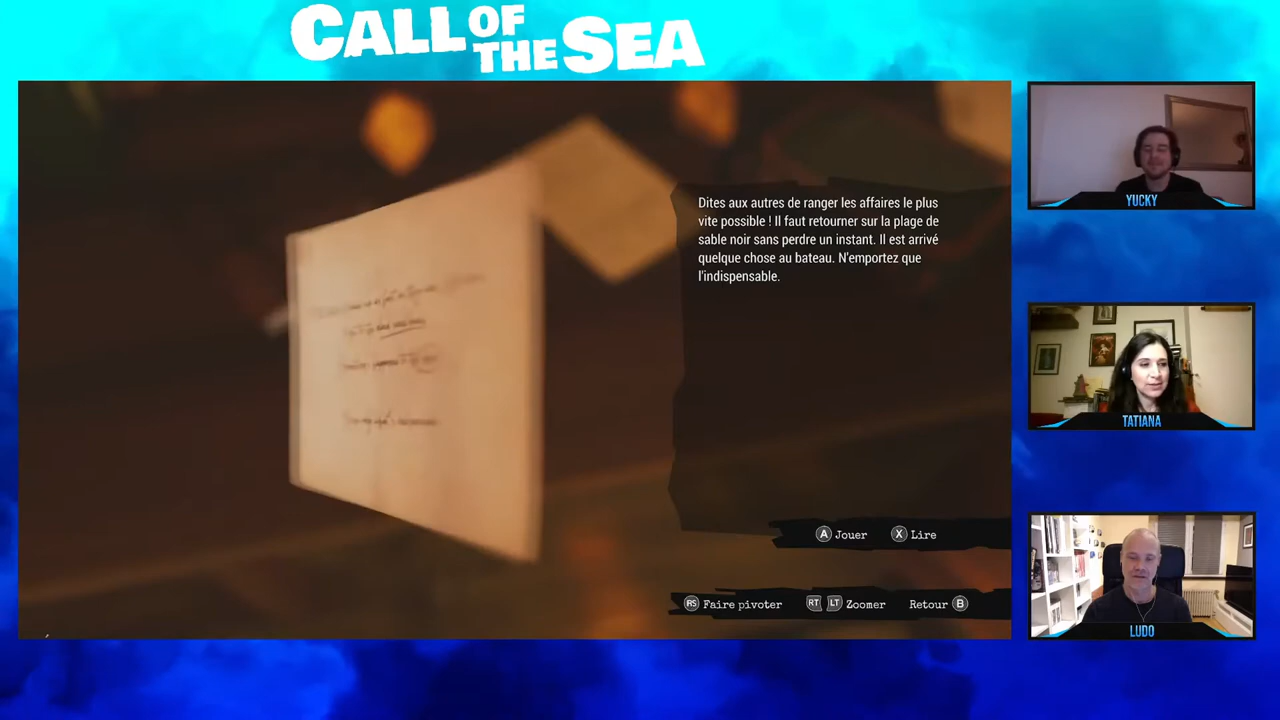 CALL OF THE SEA
Dites aux autres de ranger les affaires le plus
vite possible ! Il faut retourner sur la plage de
sable noir sans perdre un instant. Il est arrivé
quelque chose au bateau. N'emportez que
l'indispensable.
A Jouer X Lire
RS Faire pivoter RT LT Zoomer Retour B
YUCKY
TATIANA
LUDO